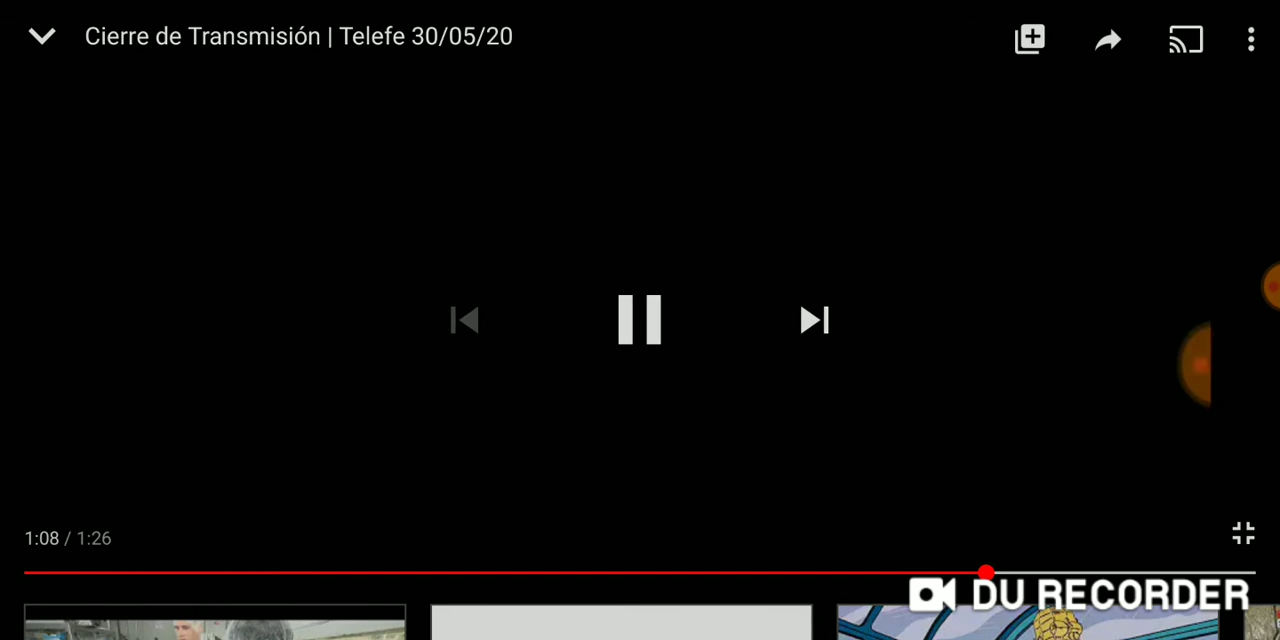 Cierre de Transmisión | Telefe 30/05/20
1:08 / 1:26
DU RECORDER